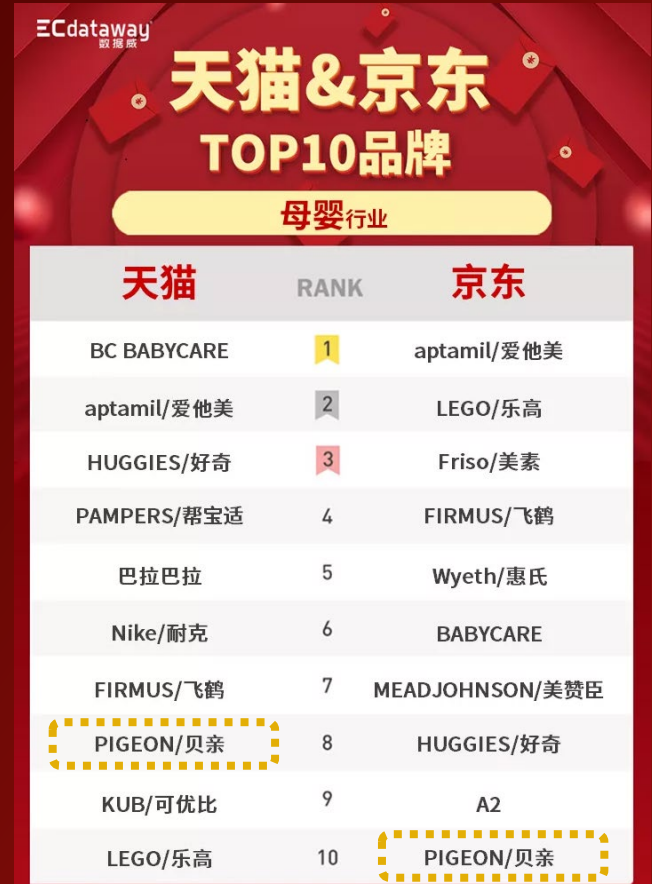 ECdataway
数据威
天猫&京东
TOP10品牌
母婴行业
天猫 RANK 京东
BC BABYCARE 1 aptamil/爱他美
aptamil/爱他美 2 LEGO/乐高
HUGGIES/好奇 3 Friso/美素
PAMPERS/帮宝适 4 FIRMUS/飞鹤
巴拉巴拉 5 Wyeth/惠氏
Nike/耐克 6 BABYCARE
FIRMUS/飞鹤 7 MEADJOHNSON/美赞臣
PIGEON/贝亲 8 HUGGIES/好奇
KUB/可优比 9 A2
LEGO/乐高 10 PIGEON/贝亲